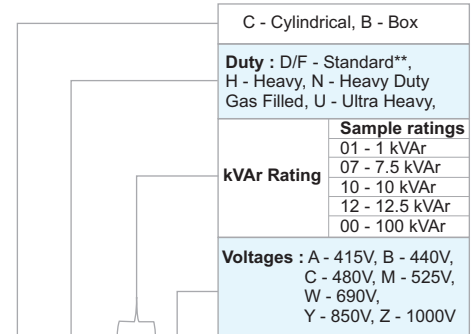 C - Cylindrical, B - Box
Duty : D/F - Standard**,
H - Heavy, N - Heavy Duty
Gas Filled, U - Ultra Heavy,
kVAr Rating
Sample ratings
01 - 1 kVAr
07 - 7.5 kVAr
10 - 10 kVAr
12 - 12.5 kVAr
00 - 100 kVAr
Voltages : A - 415V, B - 440V,
C - 480V, M - 525V,
W - 690V,
Y - 850V, Z - 1000V